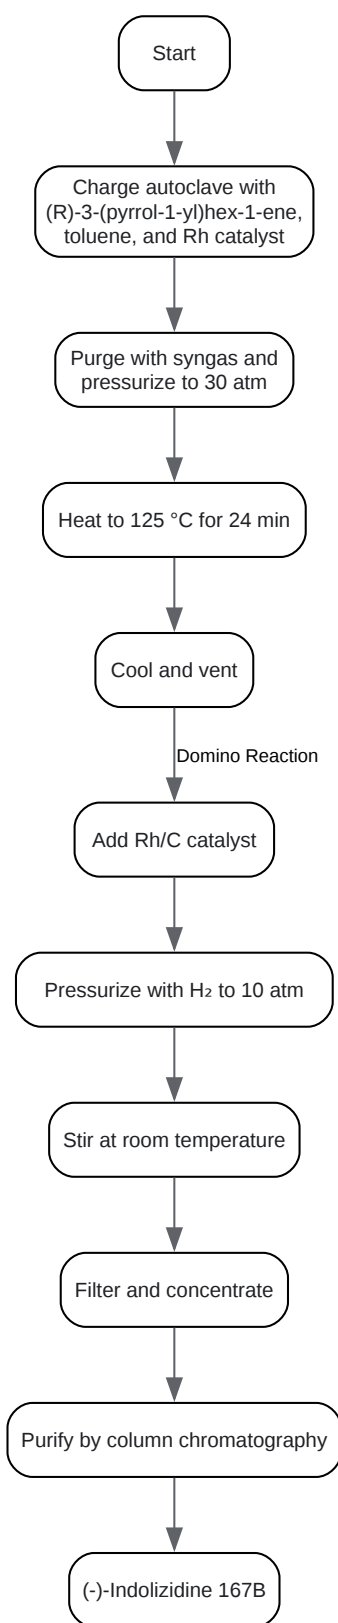 Start
Charge autoclave with
(R)-3-(pyrrol-1-yl)hex-1-ene,
toluene, and Rh catalyst
Purge with syngas and
pressurize to 30 atm
Heat to 125 °C for 24 min
Cool and vent
Domino Reaction
Add Rh/C catalyst
Pressurize with H₂ to 10 atm
Stir at room temperature
Filter and concentrate
Purify by column chromatography
(-)-Indolizidine 167B